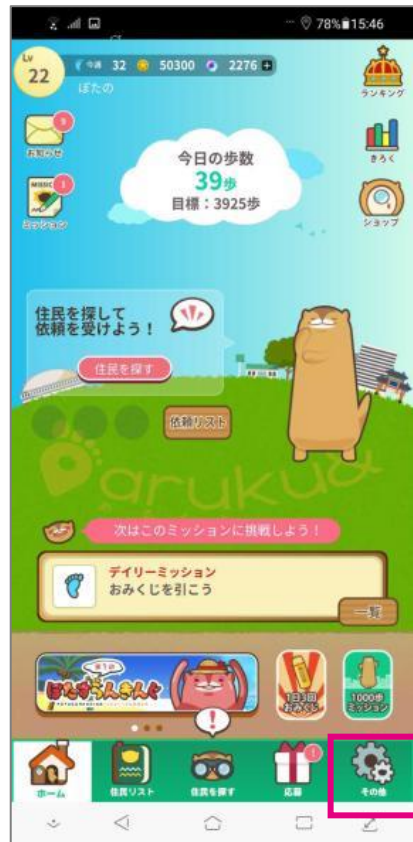 78% 15:46
Lv
22
今週 32 50300 2276
ぽたの
ランキング
9
お知らせ
きろく
今日の歩数
39歩
目標：3925歩
1
ミッション
ショップ
住民を探して
依頼を受けよう！
住民を探す
依頼リスト
arukuα
次はこのミッションに挑戦しよう！
デイリーミッション
おみくじを引こう
一覧
1日3回
おみくじ
1000歩
ミッション
ホーム
住民リスト
住民を探す
応募
その他